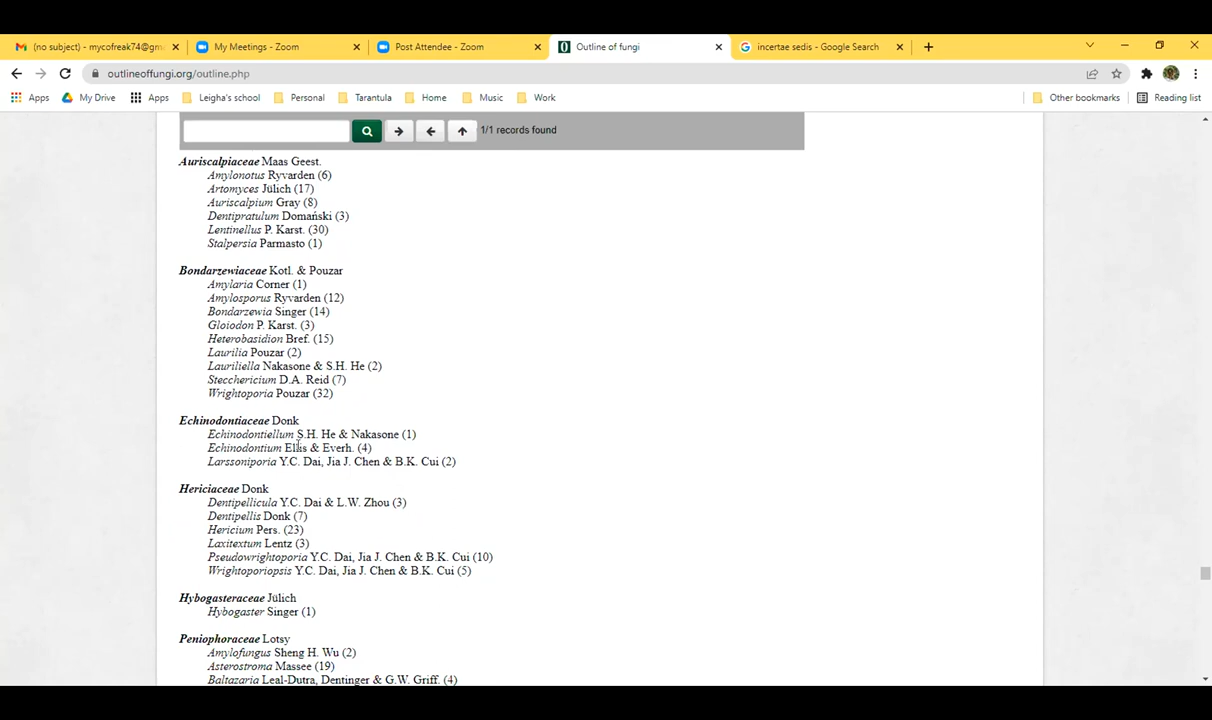 (no subject) - mycofreak74@gm
My Meetings - Zoom
Post Attendee - Zoom
Outline of fungi
incertae sedis - Google Search
outlineoffungi.org/outline.php
Apps
My Drive
Apps
Leigha's school
Personal
Tarantula
Home
Music
Work
Other bookmarks
Reading list
1/1 records found
Auriscalpiaceae Maas Geest.
Amylonotus Ryvarden (6)
Artomyces Jülich (17)
Auriscalpium Gray (8)
Dentipratulum Domański (3)
Lentinellus P. Karst. (30)
Stalpersia Parmasto (1)
Bondarzewiaceae Kotl. & Pouzar
Amylaria Corner (1)
Amylosporus Ryvarden (12)
Bondarzewia Singer (14)
Gloiodon P. Karst. (3)
Heterobasidion Bref. (15)
Laurilia Pouzar (2)
Lauriliella Nakasone & S.H. He (2)
Stecchericium D.A. Reid (7)
Wrightoporia Pouzar (32)
Echinodontiaceae Donk
Echinodontiellum S.H. He & Nakasone (1)
Echinodontium Ellis & Everh. (4)
Larssoniporia Y.C. Dai, Jia J. Chen & B.K. Cui (2)
Hericiaceae Donk
Dentipellicula Y.C. Dai & L.W. Zhou (3)
Dentipellis Donk (7)
Hericium Pers. (23)
Laxitextum Lentz (3)
Pseudowrightoporia Y.C. Dai, Jia J. Chen & B.K. Cui (10)
Wrightoporiopsis Y.C. Dai, Jia J. Chen & B.K. Cui (5)
Hybogasteraceae Jülich
Hybogaster Singer (1)
Peniophoraceae Lotsy
Amylofungus Sheng H. Wu (2)
Asterostroma Massee (19)
Baltazaria Leal-Dutra, Dentinger & G.W. Griff. (4)